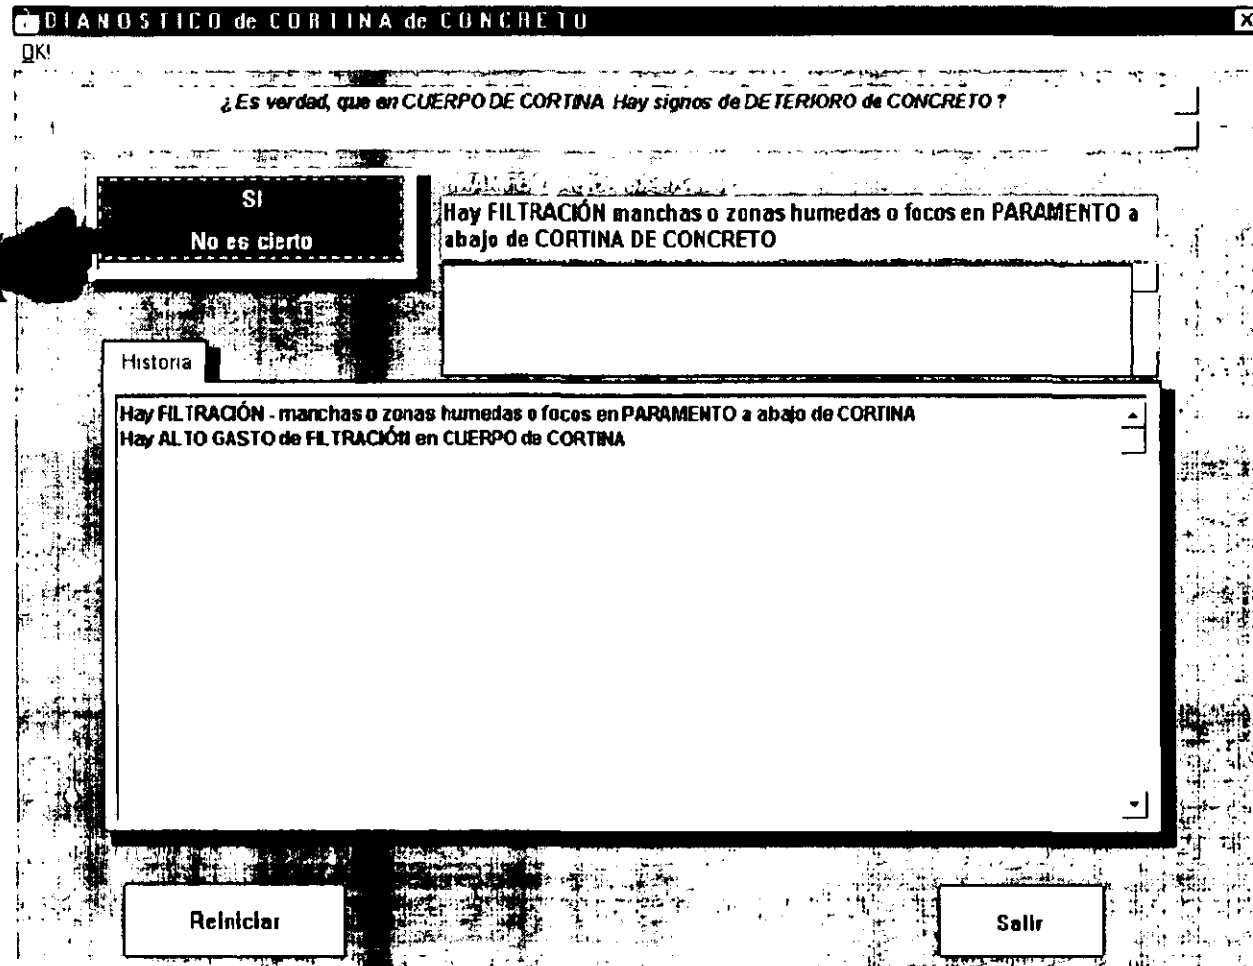 DIANOSTICO de CORTINA de CONCRETO
OK!
¿Es verdad, que en CUERPO DE CORTINA Hay signos de DETERIORO de CONCRETO ?
SI
No es cierto
Hay FILTRACIÓN manchas o zonas humedas o focos en PARAMENTO a
abajo de CORTINA DE CONCRETO
Historia
Hay FILTRACIÓN - manchas o zonas humedas o focos en PARAMENTO a abajo de CORTINA
Hay ALTO GASTO de FILTRACIÓN en CUERPO de CORTINA
Reiniciar
Salir